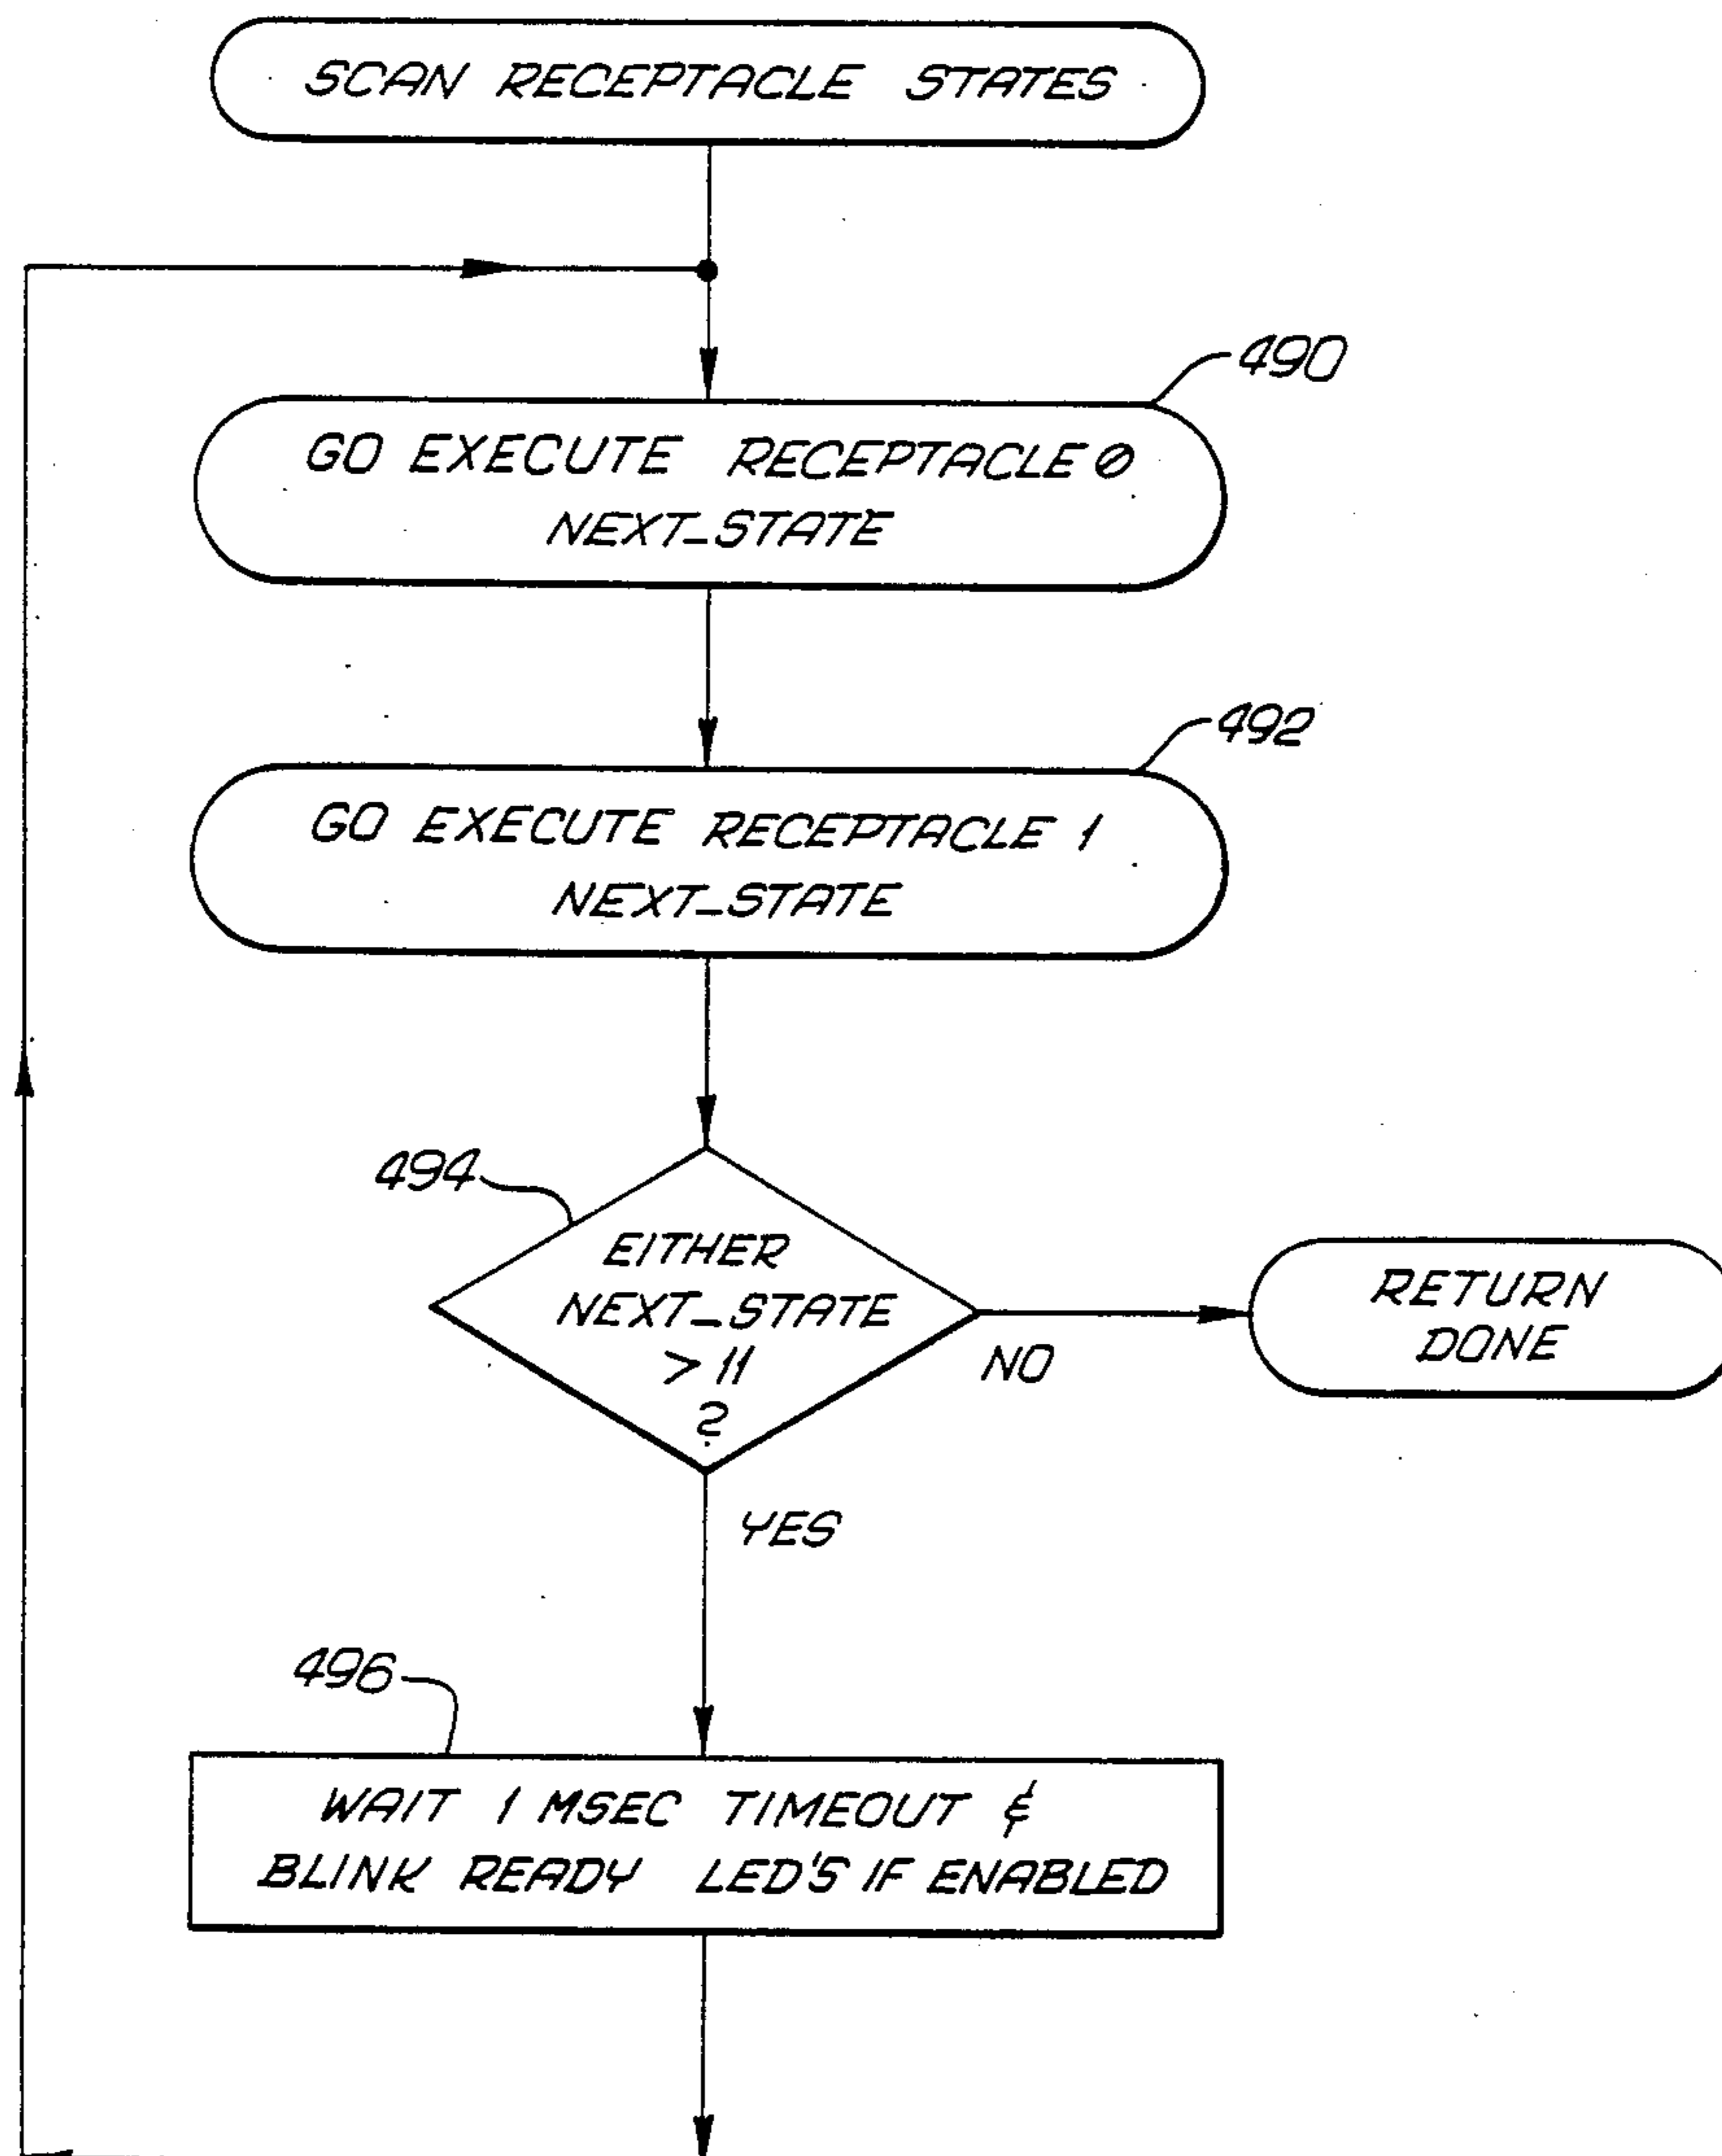 SCAN RECEPTACLE STATES
490
GO EXECUTE RECEPTACLE 0
NEXT_STATE
492
GO EXECUTE RECEPTACLE 1
NEXT_STATE
494
EITHER
NEXT_STATE
> 11
?
NO
RETURN
DONE
YES
496
WAIT 1 MSEC TIMEOUT &
BLINK READY LED'S IF ENABLED